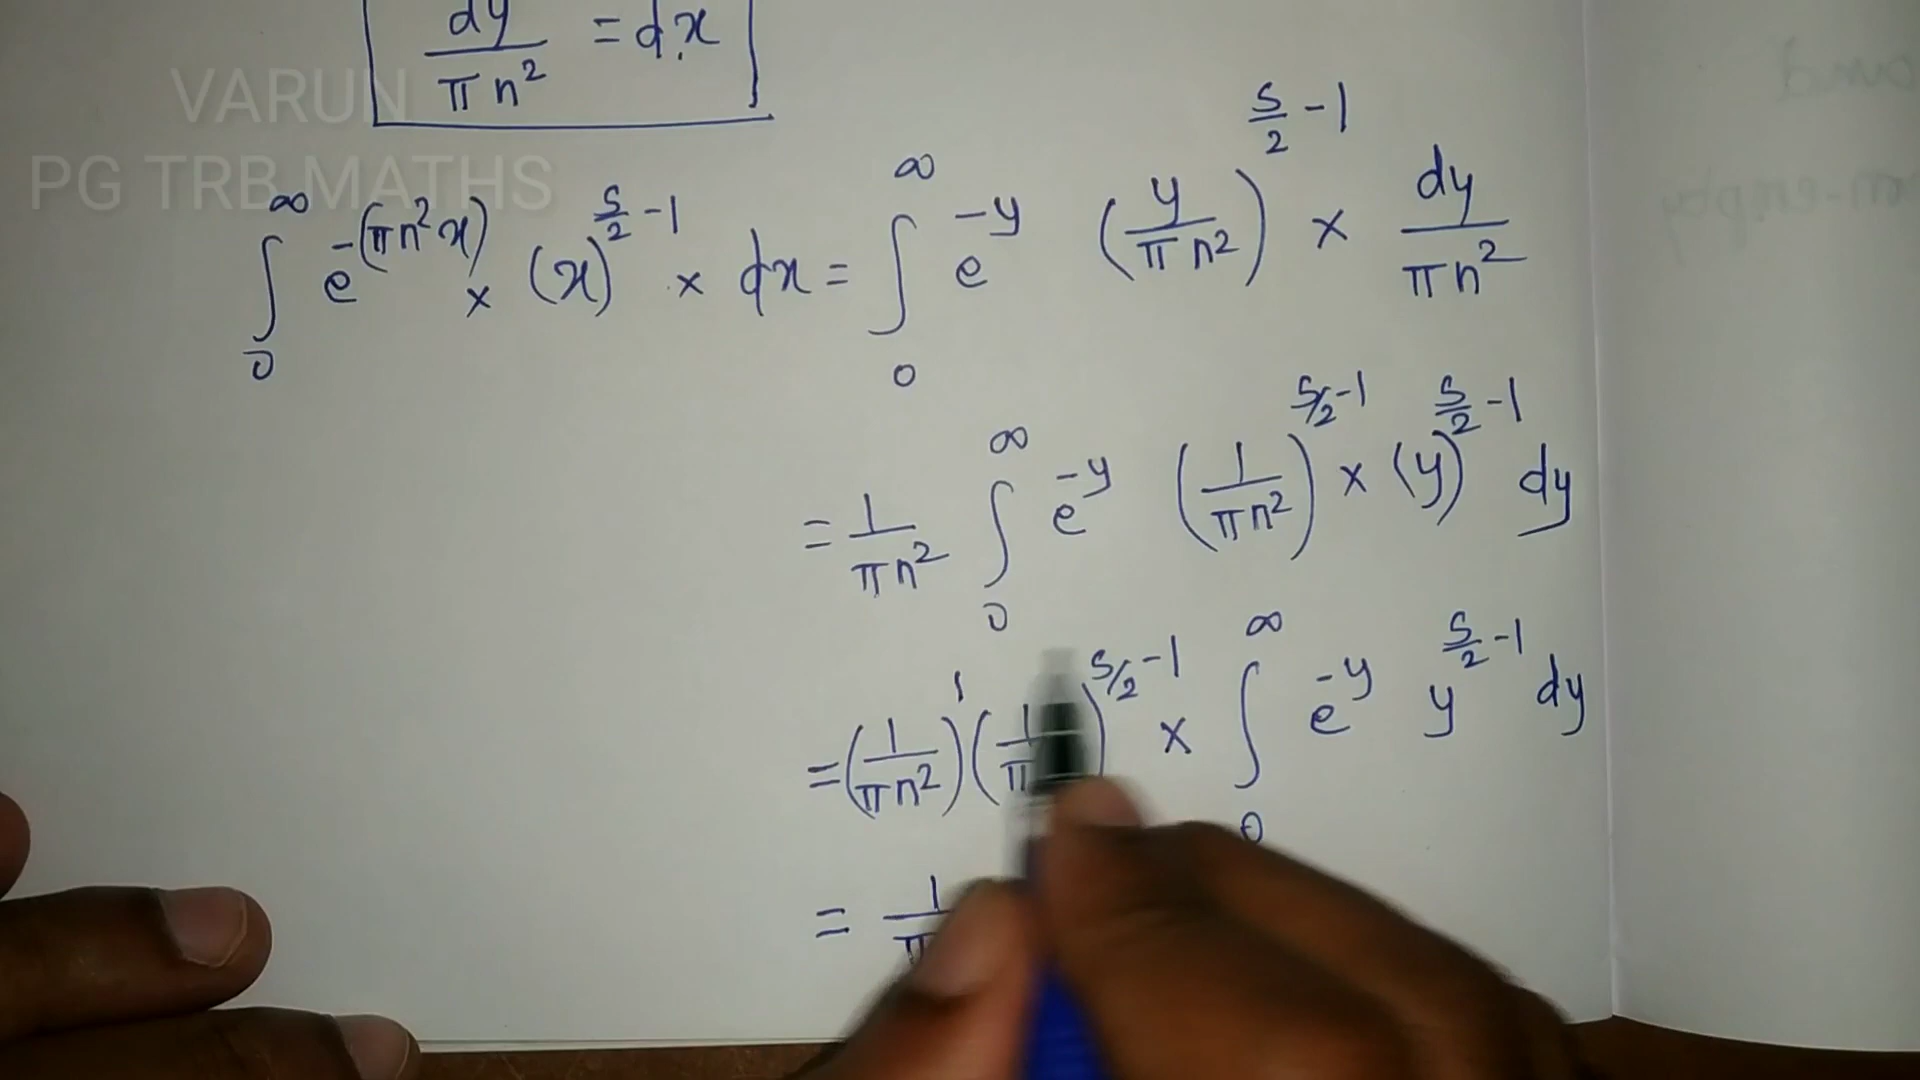 dy/πn² = dx
VARUN
PG TRB MATHS
∫₀^∞ e^-(πn²x) × (x)^(s/2 - 1) × dx = ∫₀^∞ e^-y (y/πn²)^(s/2 - 1) × dy/πn²
= 1/πn² ∫₀^∞ e^-y (1/πn²)^(s/2 - 1) × (y)^(s/2 - 1) dy
= (1/πn²)^1 (1/π )^(s/2 - 1) × ∫₀^∞ e^-y y^(s/2 - 1) dy
= 1/π